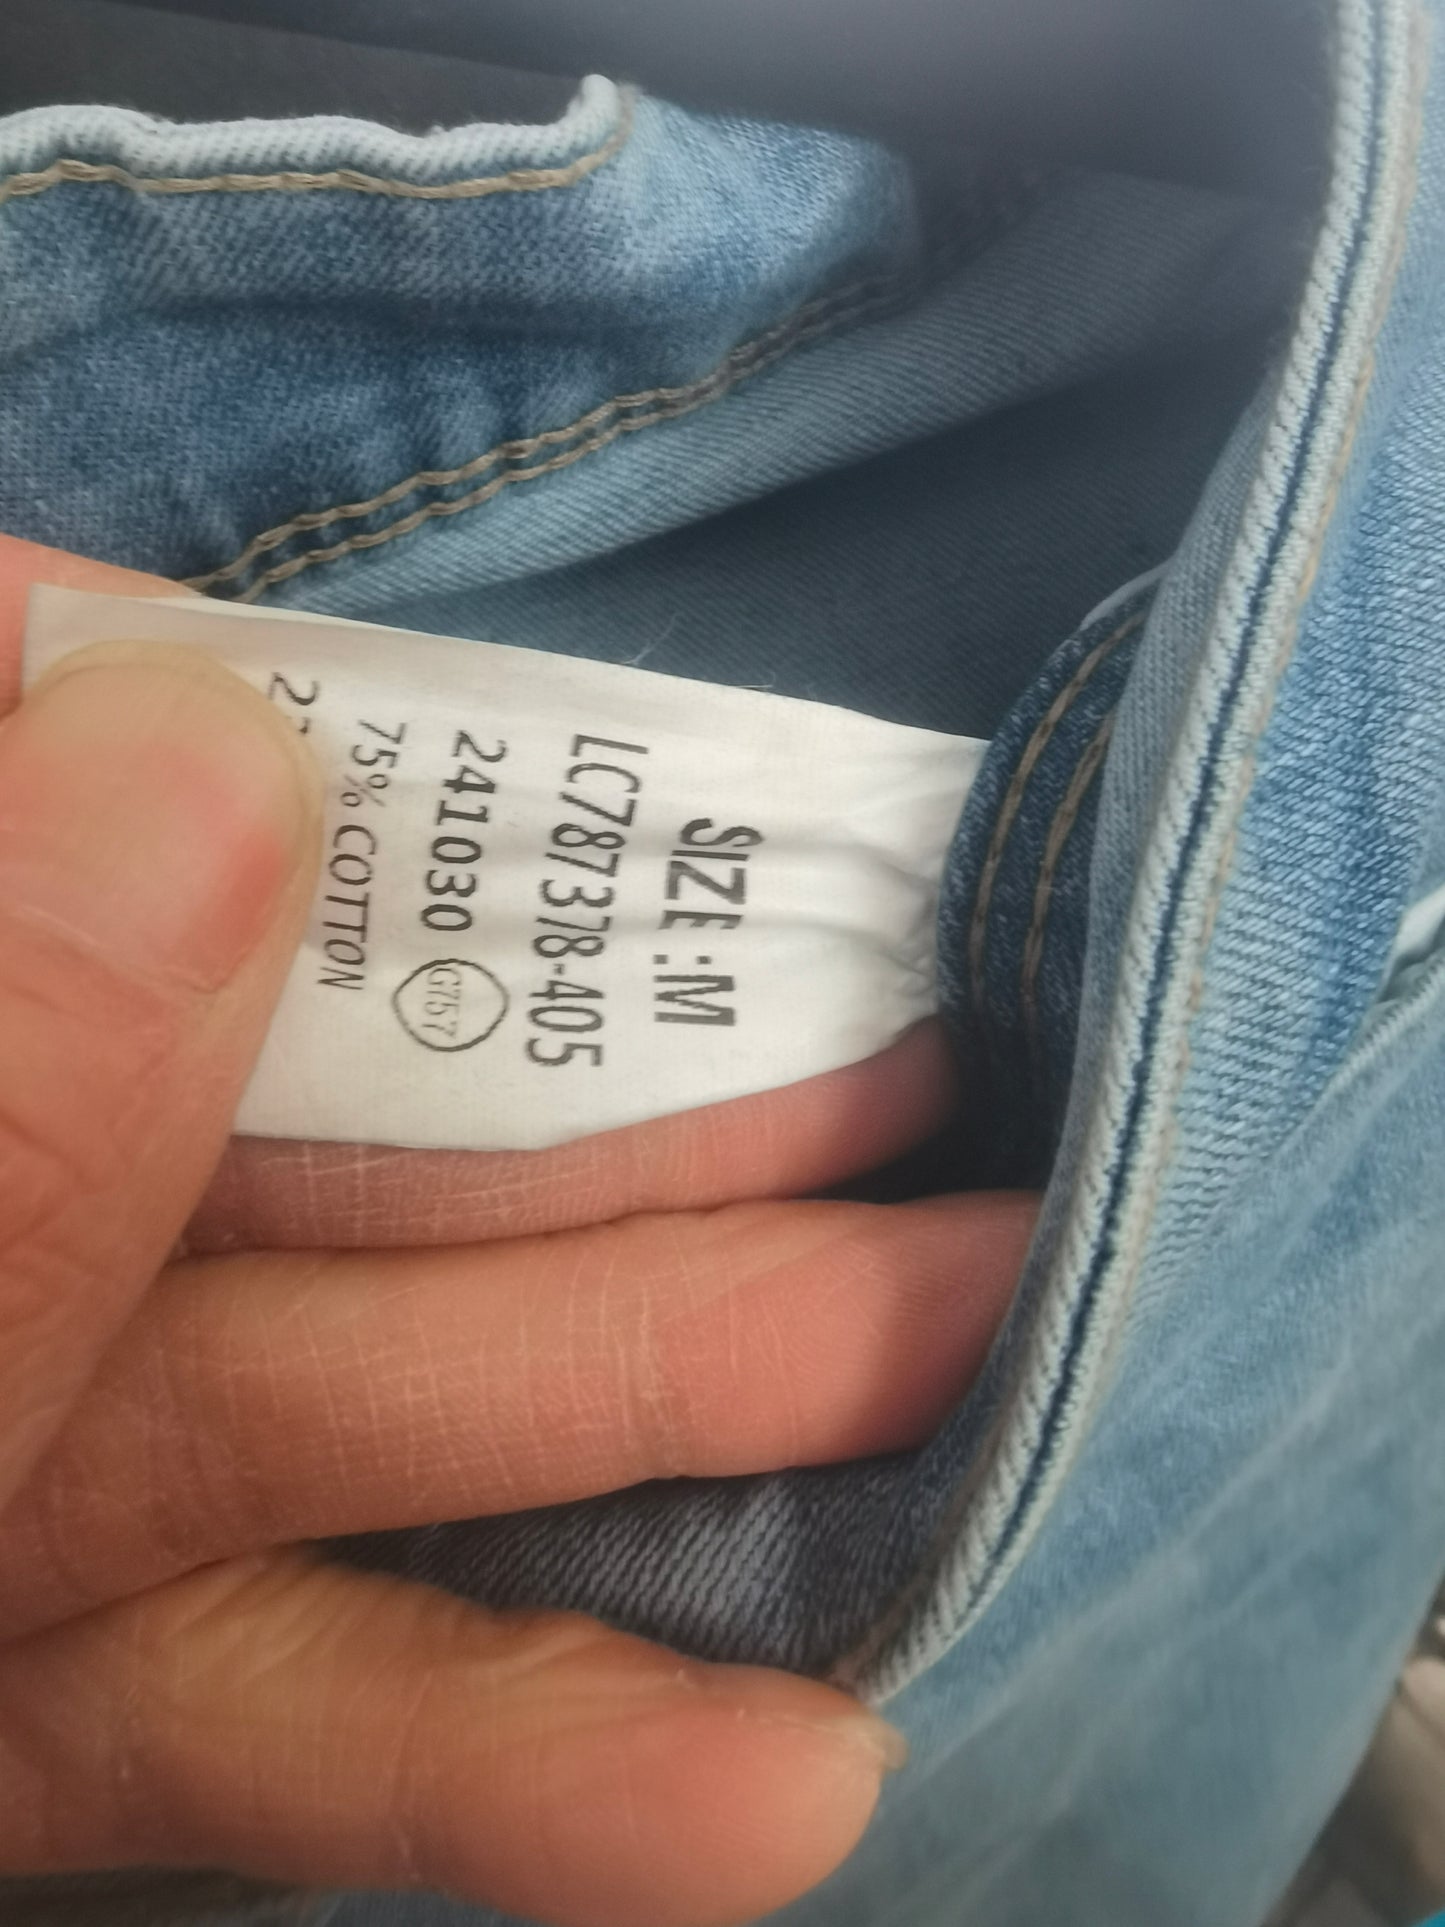 SIZE :M
LC787378-405
241030 G757
75% COTTON